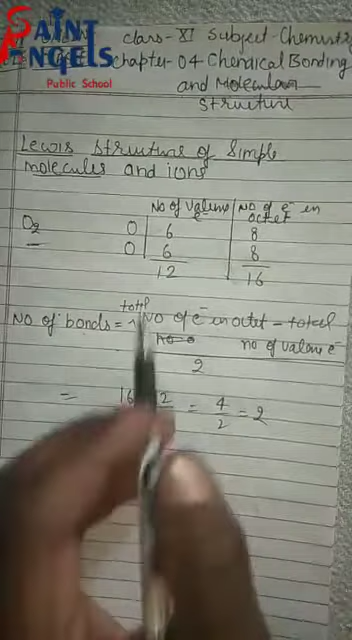 SAINT
ANGELS
Public School
class-XI Subject-Chemistry
chapter-04 Chemical Bonding
and Molecular
structure
Lewis structure of Simple
molecules and ions
No of valence e⁻ No of e⁻ in octet
O₂ O 6 8
O 6 8
12 16
No of bonds = total No of e⁻ in octet - total
no of valence e⁻
2
= 16 12 = 4/2 = 2